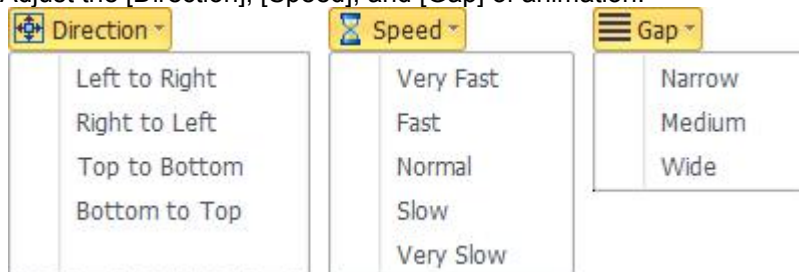 Adjust the [Direction], [Speed], and [Gap] of animation.
Direction
Left to Right
Right to Left
Top to Bottom
Bottom to Top
Speed
Very Fast
Fast
Normal
Slow
Very Slow
Gap
Narrow
Medium
Wide